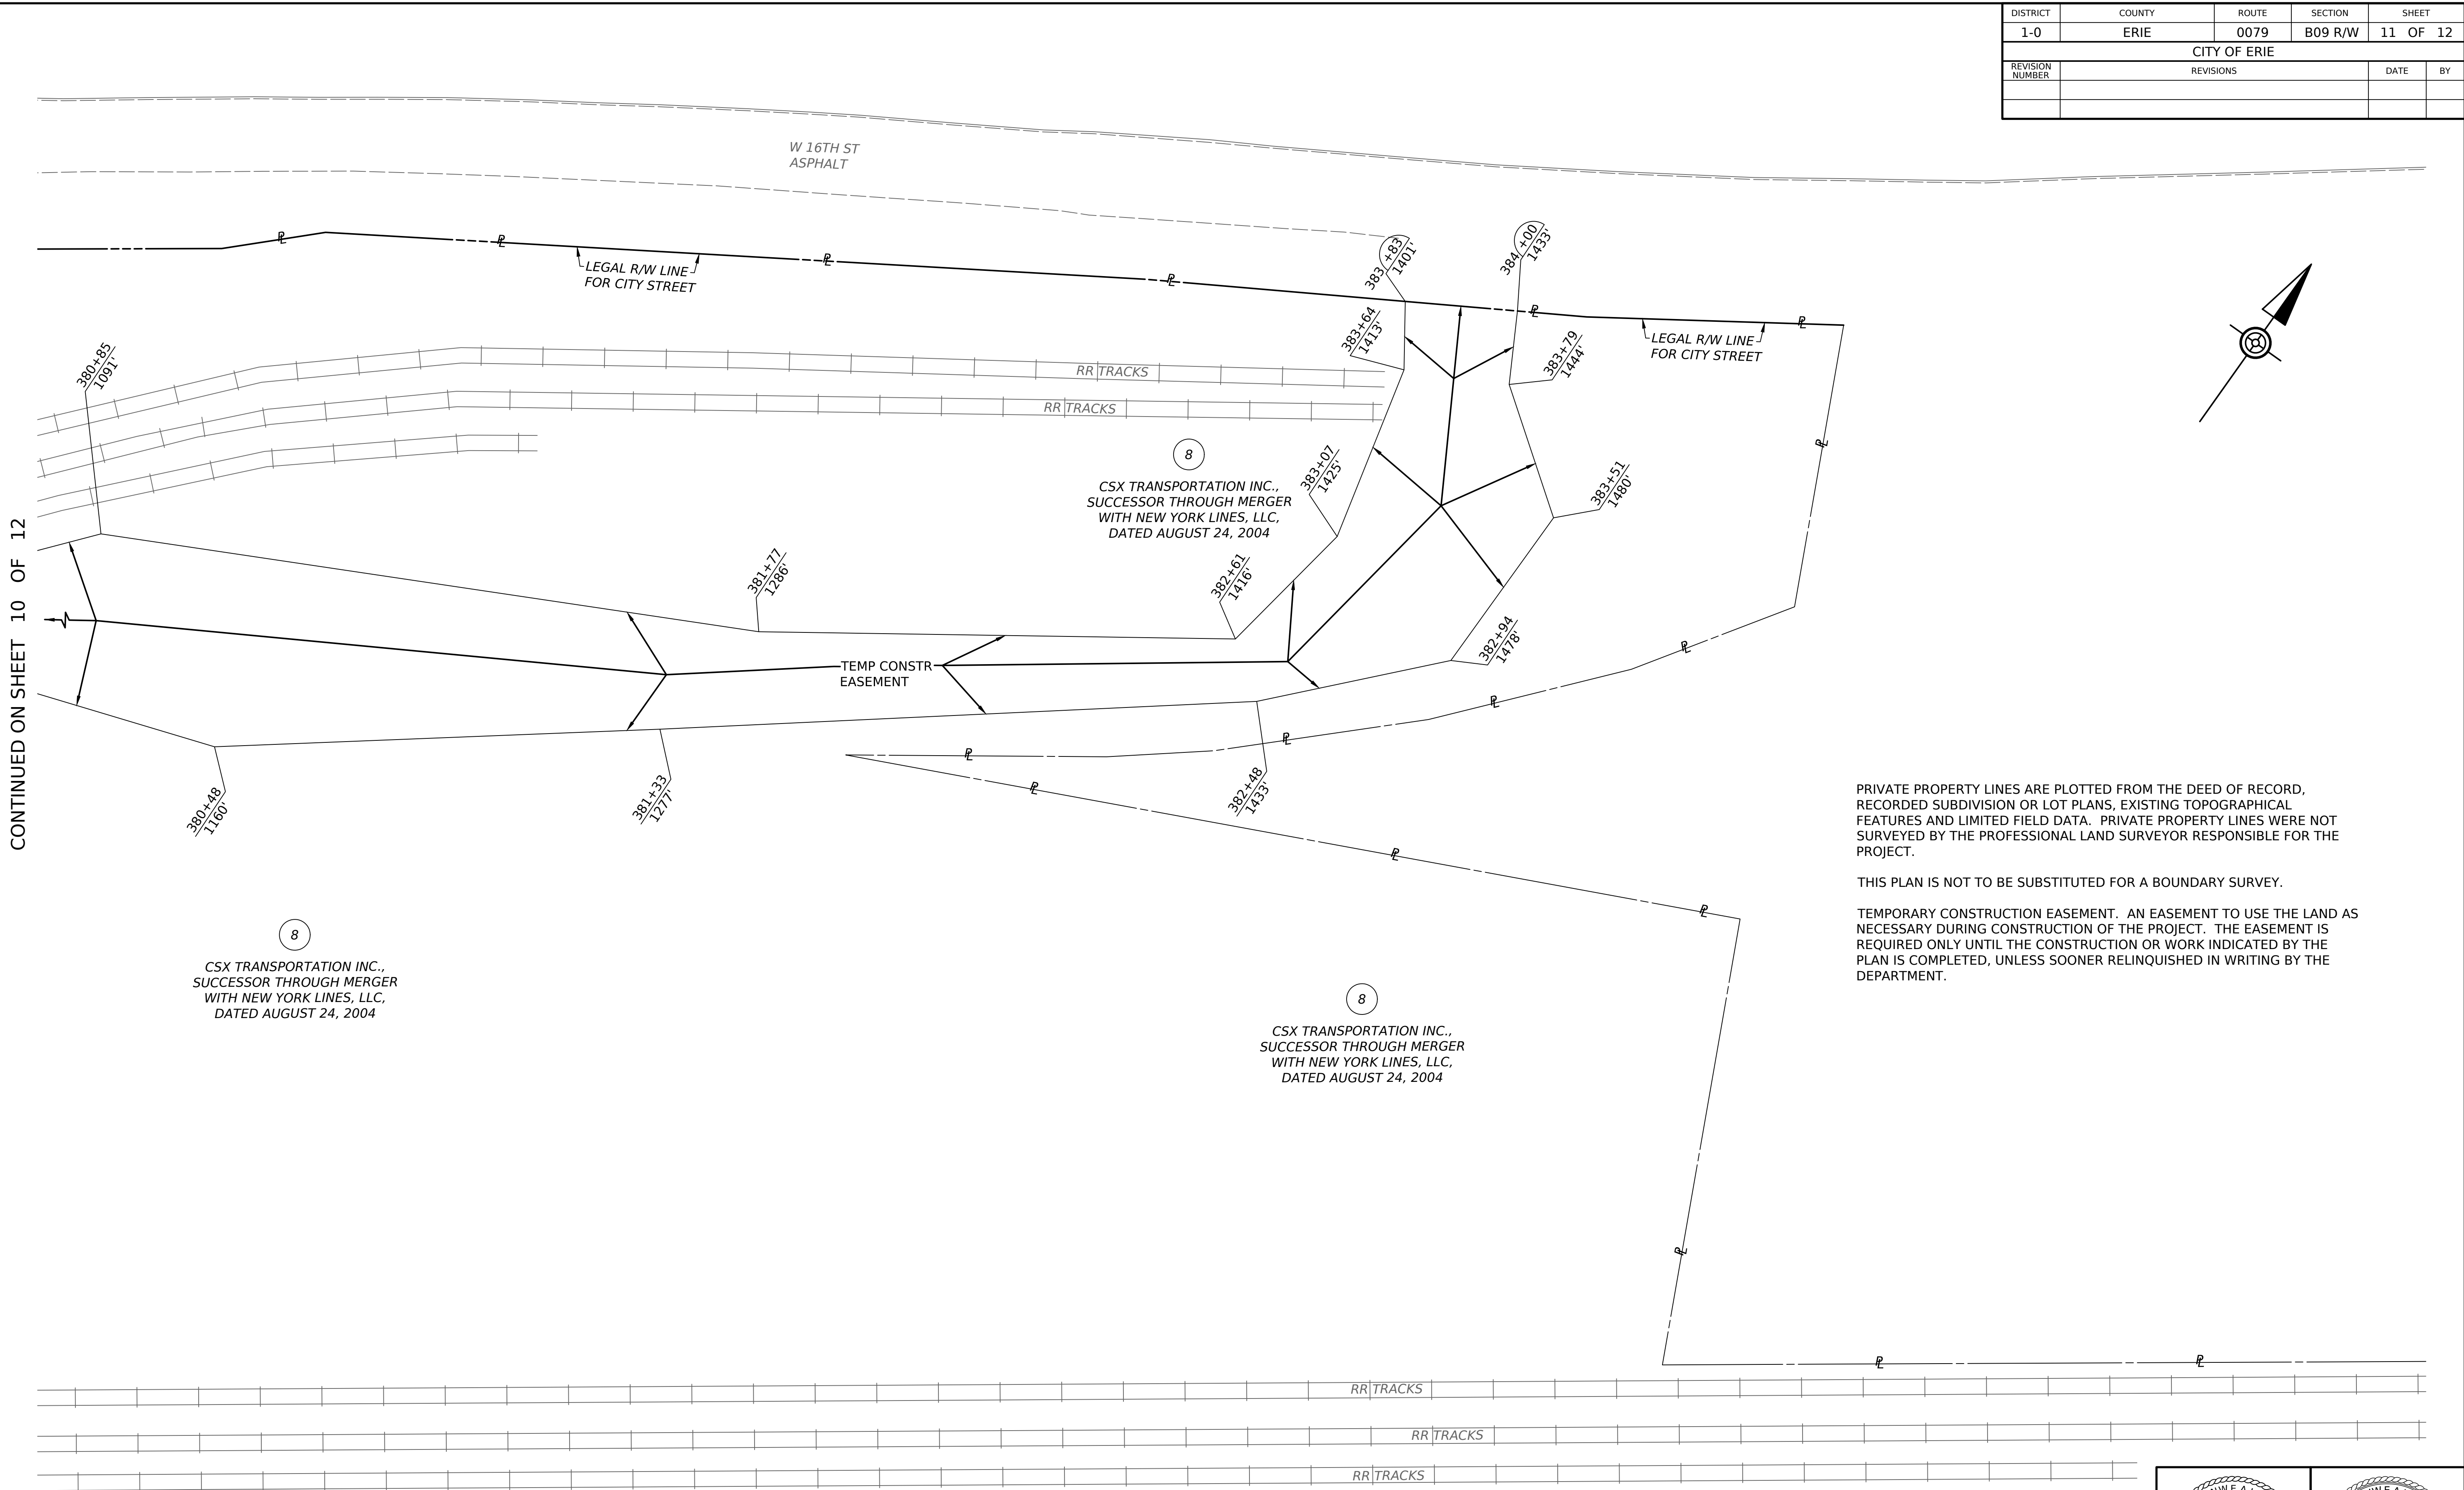 DISTRICT COUNTY ROUTE SECTION SHEET
1-0 ERIE 0079 B09 R/W 11 OF 12
CITY OF ERIE
REVISION NUMBER REVISIONS DATE BY
W 16TH ST
ASPHALT
LEGAL R/W LINE
FOR CITY STREET
383 +83
1401'
384 +00
1433'
383+64
1413'
383+79
1444'
LEGAL R/W LINE
FOR CITY STREET
380+85
1091'
RR TRACKS
RR TRACKS
8
CSX TRANSPORTATION INC.,
SUCCESSOR THROUGH MERGER
WITH NEW YORK LINES, LLC,
DATED AUGUST 24, 2004
383+07
1425'
383+51
1480'
CONTINUED ON SHEET 10 OF 12
381+77
1286'
382+61
1416'
382+94
1478'
TEMP CONSTR
EASEMENT
380+48
1160'
381+33
1277'
382+48
1433'
PRIVATE PROPERTY LINES ARE PLOTTED FROM THE DEED OF RECORD,
RECORDED SUBDIVISION OR LOT PLANS, EXISTING TOPOGRAPHICAL
FEATURES AND LIMITED FIELD DATA. PRIVATE PROPERTY LINES WERE NOT
SURVEYED BY THE PROFESSIONAL LAND SURVEYOR RESPONSIBLE FOR THE
PROJECT.
THIS PLAN IS NOT TO BE SUBSTITUTED FOR A BOUNDARY SURVEY.
TEMPORARY CONSTRUCTION EASEMENT. AN EASEMENT TO USE THE LAND AS
NECESSARY DURING CONSTRUCTION OF THE PROJECT. THE EASEMENT IS
REQUIRED ONLY UNTIL THE CONSTRUCTION OR WORK INDICATED BY THE
PLAN IS COMPLETED, UNLESS SOONER RELINQUISHED IN WRITING BY THE
DEPARTMENT.
8
CSX TRANSPORTATION INC.,
SUCCESSOR THROUGH MERGER
WITH NEW YORK LINES, LLC,
DATED AUGUST 24, 2004
8
CSX TRANSPORTATION INC.,
SUCCESSOR THROUGH MERGER
WITH NEW YORK LINES, LLC,
DATED AUGUST 24, 2004
RR TRACKS
RR TRACKS
RR TRACKS